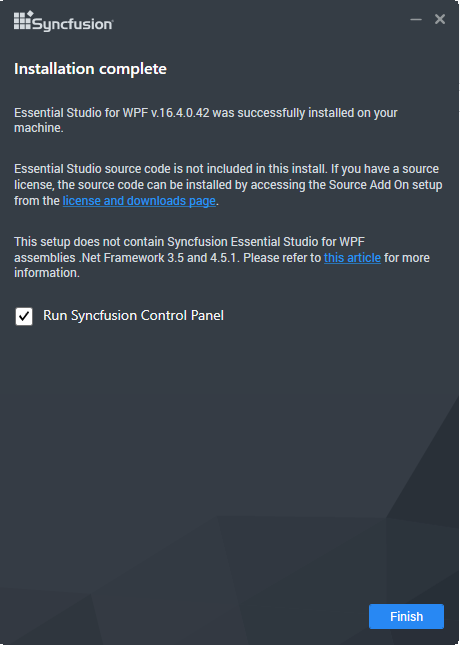 Syncfusion
Installation complete
Essential Studio for WPF v.16.4.0.42 was successfully installed on your
machine.
Essential Studio source code is not included in this install. If you have a source
license, the source code can be installed by accessing the Source Add On setup
from the license and downloads page.
This setup does not contain Syncfusion Essential Studio for WPF
assemblies .Net Framework 3.5 and 4.5.1. Please refer to this article for more
information.
Run Syncfusion Control Panel
Finish